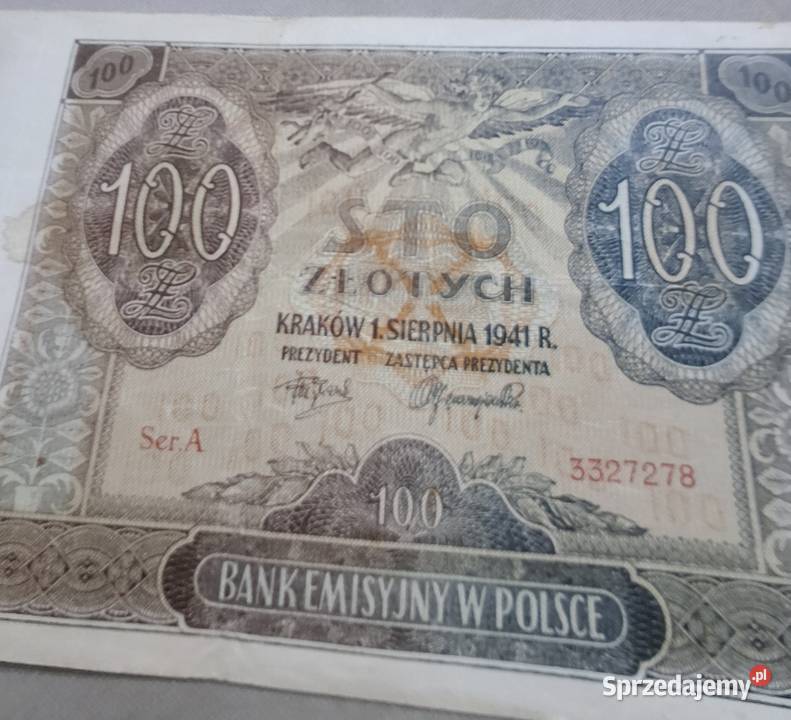 100
100
100
100
STO
ZŁOTYCH
KRAKÓW 1. SIERPNIA 1941 R.
PREZYDENT ZASTĘPCA PREZYDENTA
Ser. A
3327278
100
BANK EMISYJNY W POLSCE
Sprzedajemy.pl